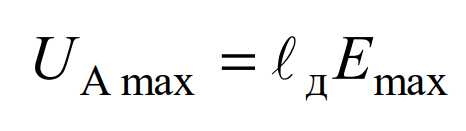 U_A max = ℓ_д E_max